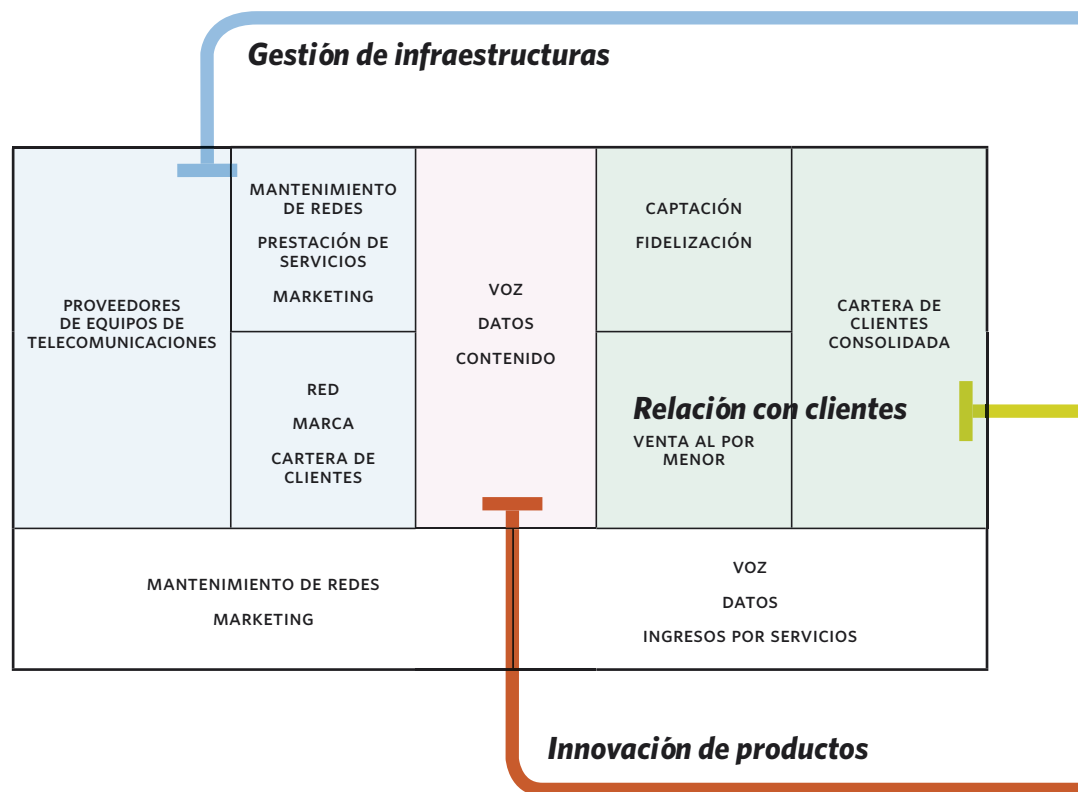 Gestión de infraestructuras
PROVEEDORES
DE EQUIPOS DE
TELECOMUNICACIONES
MANTENIMIENTO
DE REDES
PRESTACIÓN DE
SERVICIOS
MARKETING
RED
MARCA
CARTERA DE
CLIENTES
VOZ
DATOS
CONTENIDO
CAPTACIÓN
FIDELIZACIÓN
Relación con clientes
VENTA AL POR
MENOR
CARTERA DE
CLIENTES
CONSOLIDADA
MANTENIMIENTO DE REDES
MARKETING
VOZ
DATOS
INGRESOS POR SERVICIOS
Innovación de productos